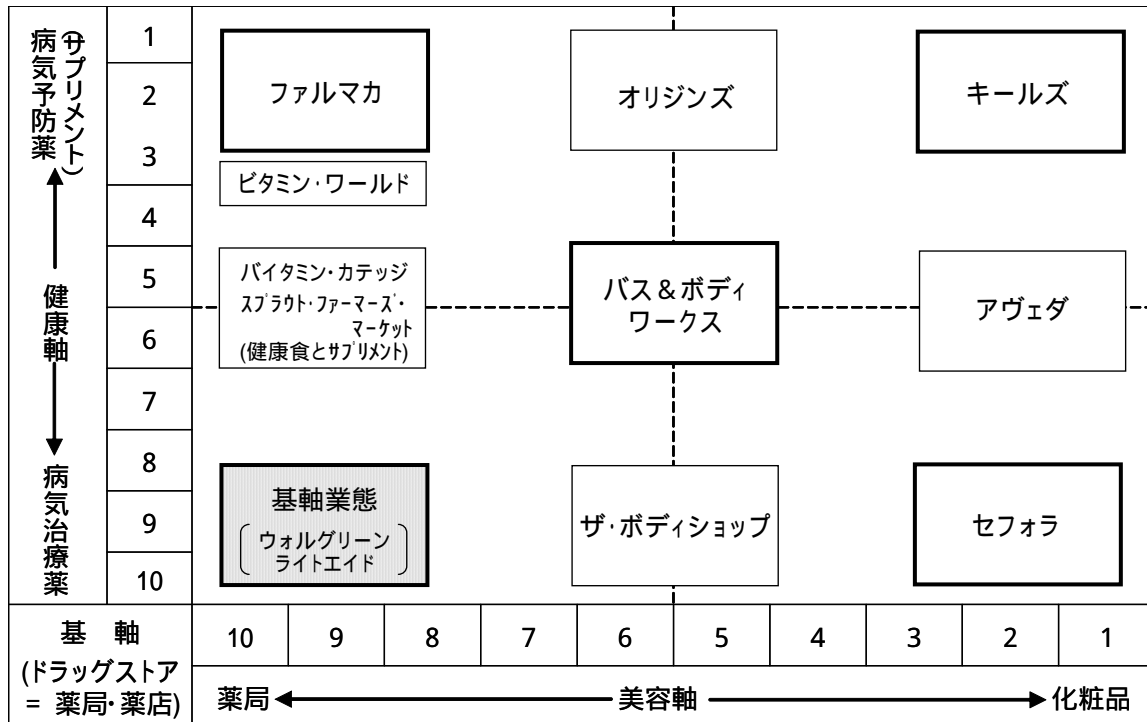 病気予防薬
(サプリメント)
健康軸
病気治療薬
1
2
3
4
5
6
7
8
9
10
ファルマカ
オリジンズ
キールズ
ビタミン・ワールド
バイタミン・カテッジ
スプラウト・ファーマーズ・
マーケット
(健康食とサプリメント)
バス&ボディ
ワークス
アヴェダ
基軸業態
ウォルグリーン
ライトエイド
ザ・ボディショップ
セフォラ
基 軸
(ドラッグストア
= 薬局・薬店)
10 9 8 7 6 5 4 3 2 1
薬局 美容軸 化粧品